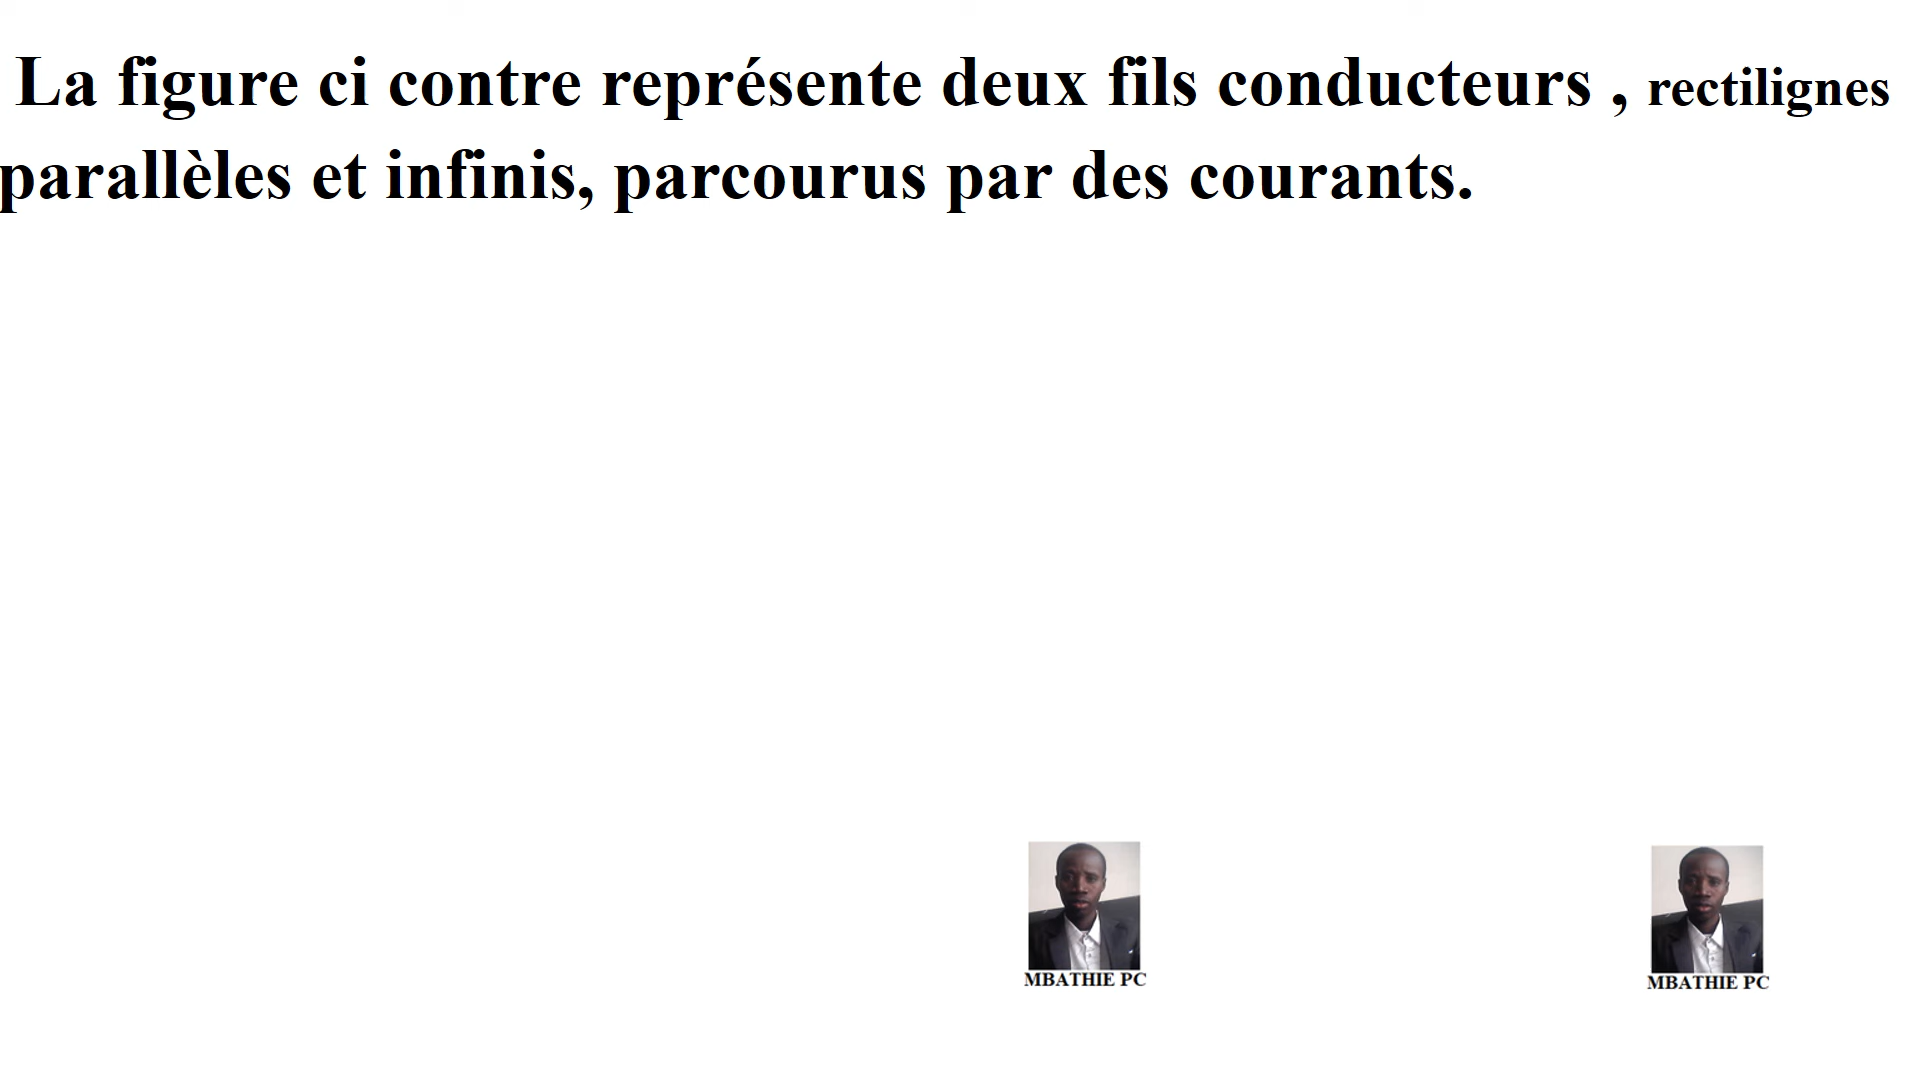 La figure ci contre représente deux fils conducteurs , rectilignes
parallèles et infinis, parcourus par des courants.
MBATHIE PC
MBATHIE PC